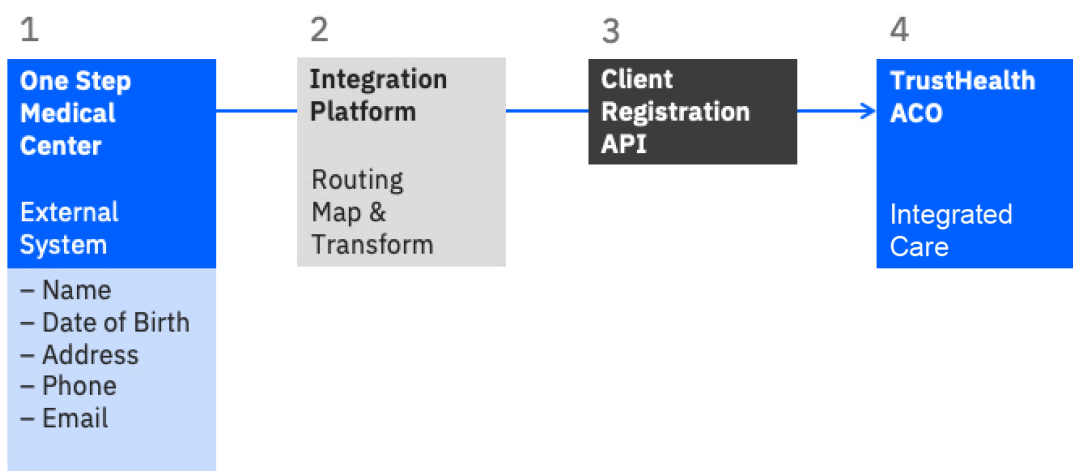 1
One Step
Medical
Center
External
System
– Name
– Date of Birth
– Address
– Phone
– Email
2
Integration
Platform
Routing
Map &
Transform
3
Client
Registration
API
4
TrustHealth
ACO
Integrated
Care